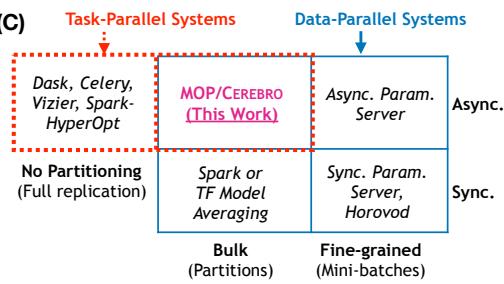 (C)
Task-Parallel Systems
Data-Parallel Systems
Dask, Celery,
Vizier, Spark-
HyperOpt
MOP/CEREBRO
(This Work)
Async. Param.
Server
Async.
No Partitioning
(Full replication)
Spark or
TF Model
Averaging
Sync. Param.
Server,
Horovod
Sync.
Bulk
(Partitions)
Fine-grained
(Mini-batches)